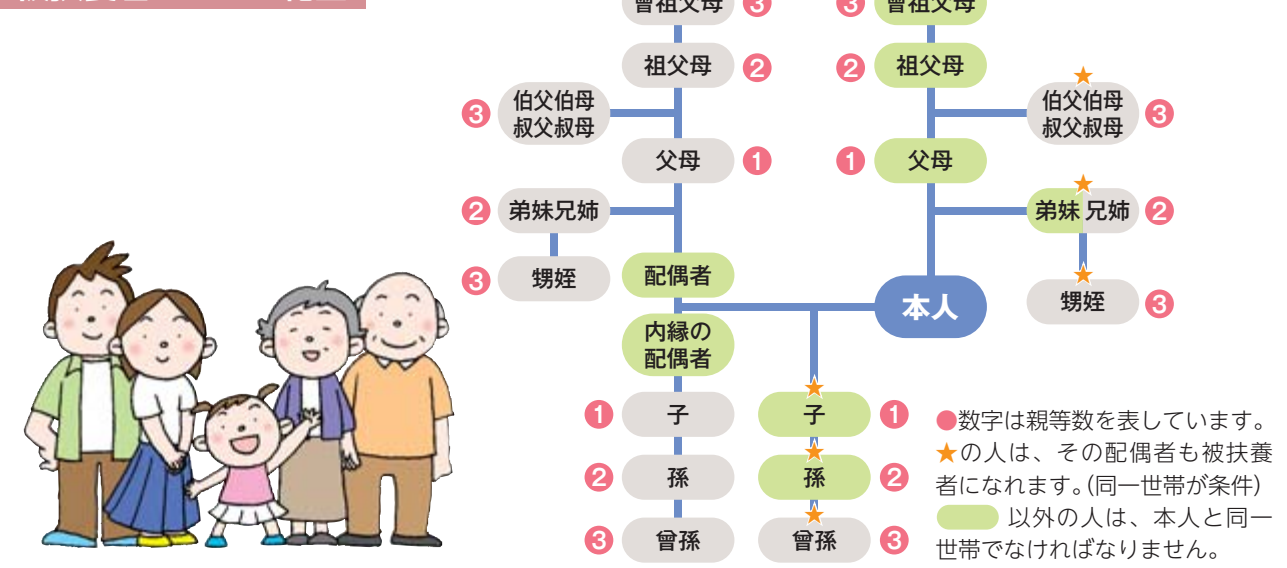 曾祖父母 ③
③ 曾祖父母
祖父母 ②
② 祖父母
③ 伯父伯母
叔父叔母
★
伯父伯母 ③
叔父叔母
父母 ①
① 父母
② 弟妹兄姉
★
弟妹 兄姉 ②
③ 甥姪
配偶者
本人
★
甥姪 ③
内縁の
配偶者
① 子
★
子 ①
② 孫
★
孫 ②
③ 曾孫
★
曾孫 ③
●数字は親等数を表しています。
★の人は、その配偶者も被扶養
者になれます。(同一世帯が条件)
以外の人は、本人と同一
世帯でなければなりません。